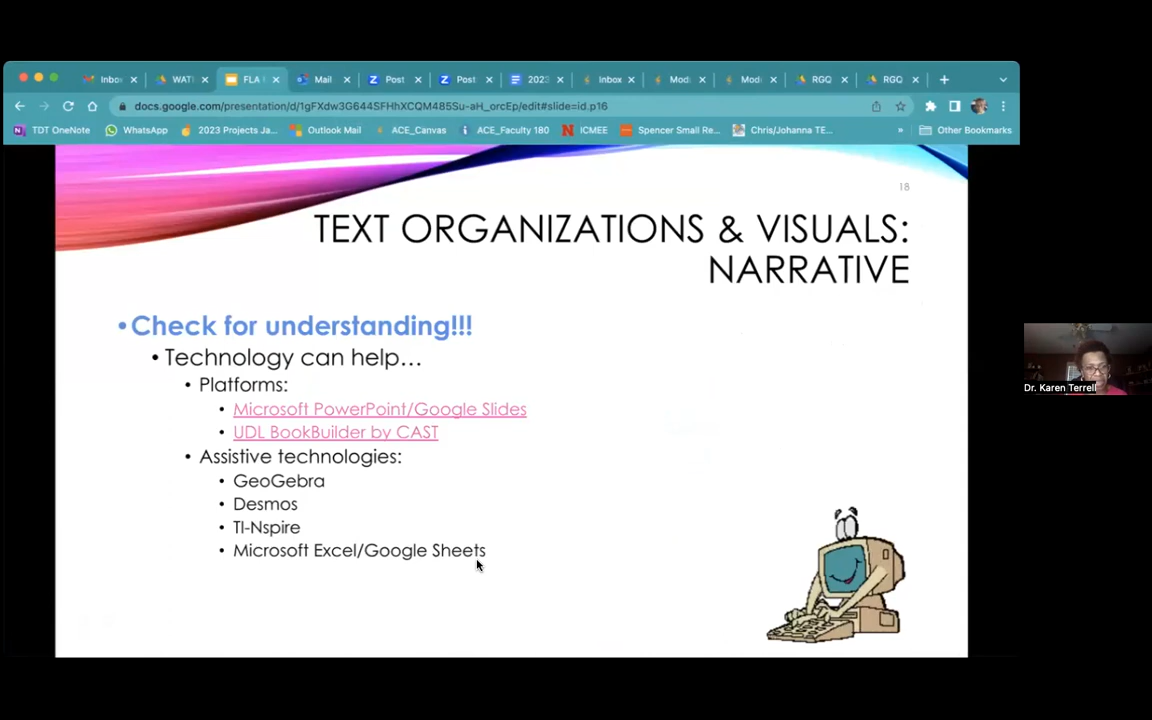 Inbox
WATI
FLA
Mail
Post
Post
2023
Inbox
Mod
Mod
RGO
RGO
docs.google.com/presentation/d/1gFXdw3G644SFHhXCQM485Su-aH_orcEp/edit#slide=id.p16
TDT OneNote
WhatsApp
2023 Projects Ja...
Outlook Mail
ACE_Canvas
ACE_Faculty 180
ICMEE
Spencer Small Re...
Chris/Johanna TE...
»
Other Bookmarks
18
TEXT ORGANIZATIONS & VISUALS:
NARRATIVE
•Check for understanding!!!
• Technology can help…
• Platforms:
• Microsoft PowerPoint/Google Slides
• UDL BookBuilder by CAST
• Assistive technologies:
• GeoGebra
• Desmos
• TI-Nspire
• Microsoft Excel/Google Sheets
Dr. Karen Terrell